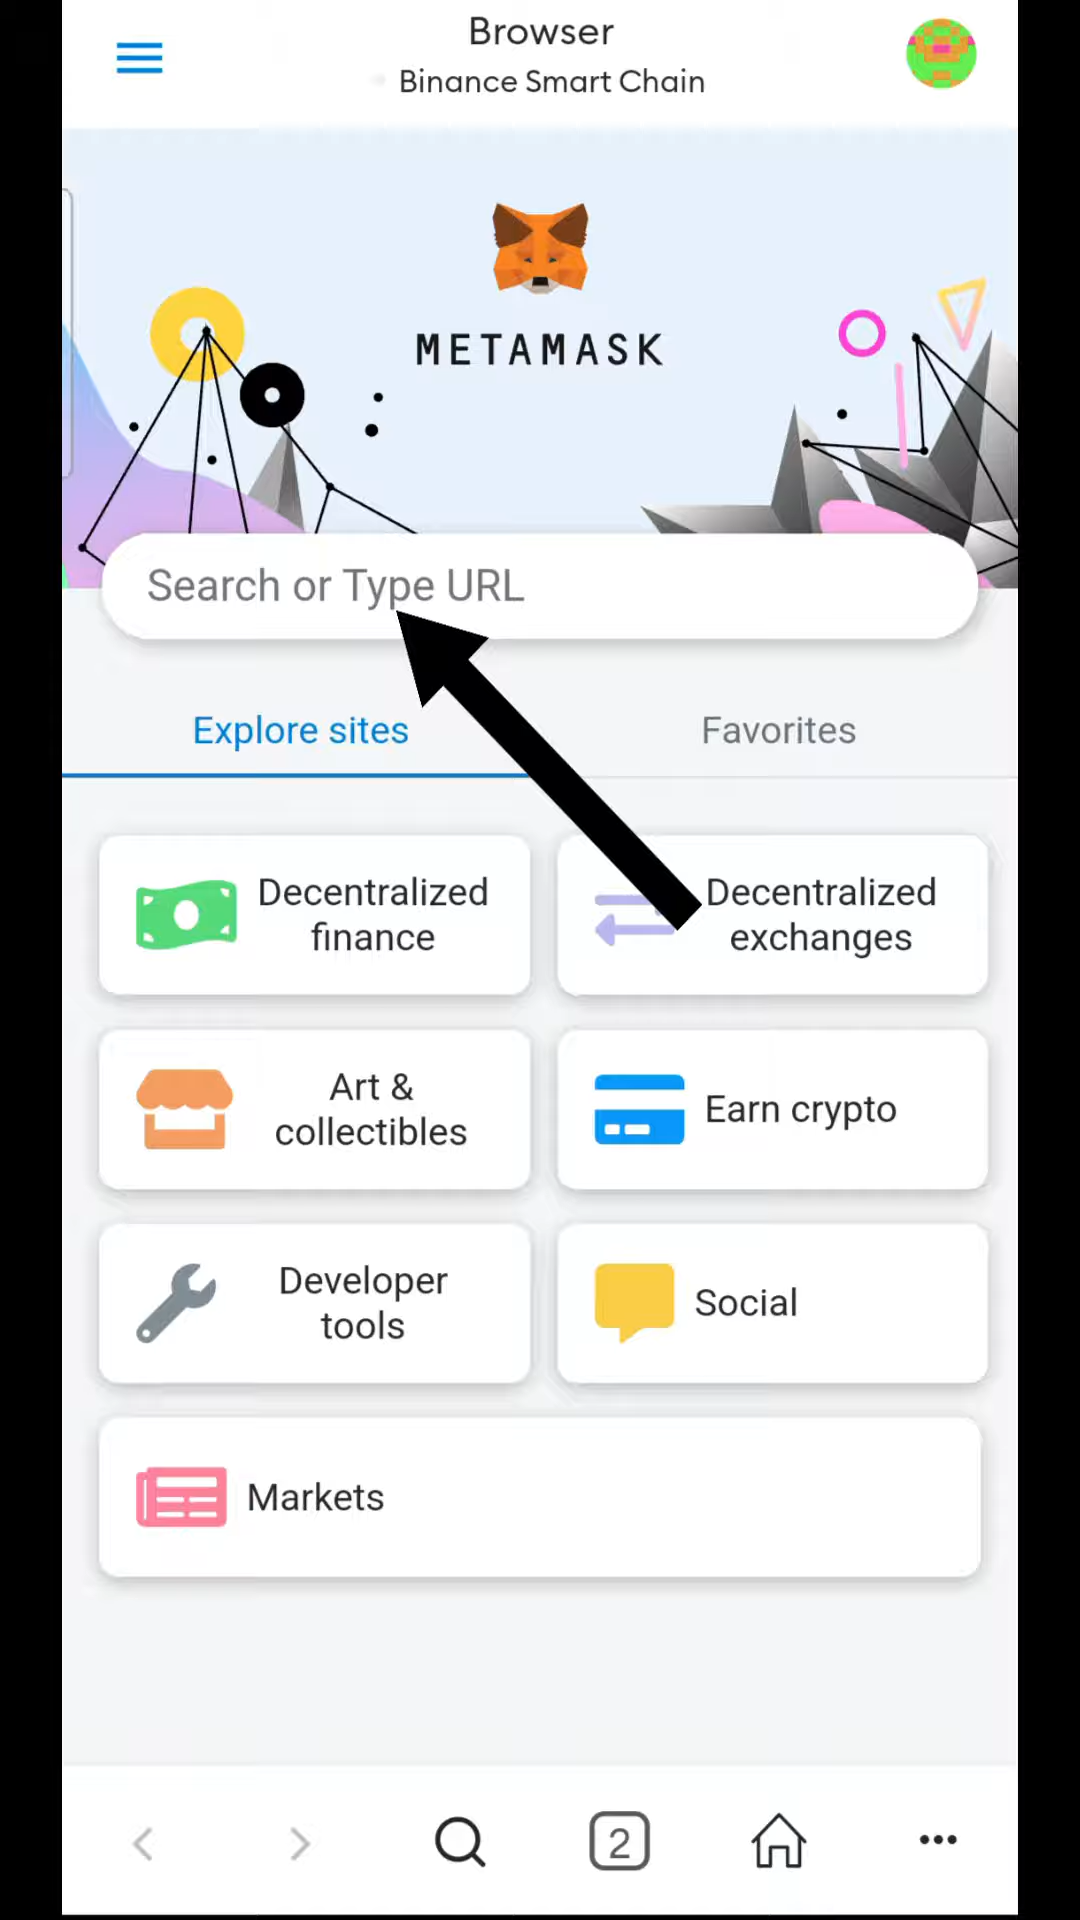 Browser
Binance Smart Chain
METAMASK
Search or Type URL
Explore sites
Favorites
Decentralized
finance
Decentralized
exchanges
Art &
collectibles
Earn crypto
Developer
tools
Social
Markets
2